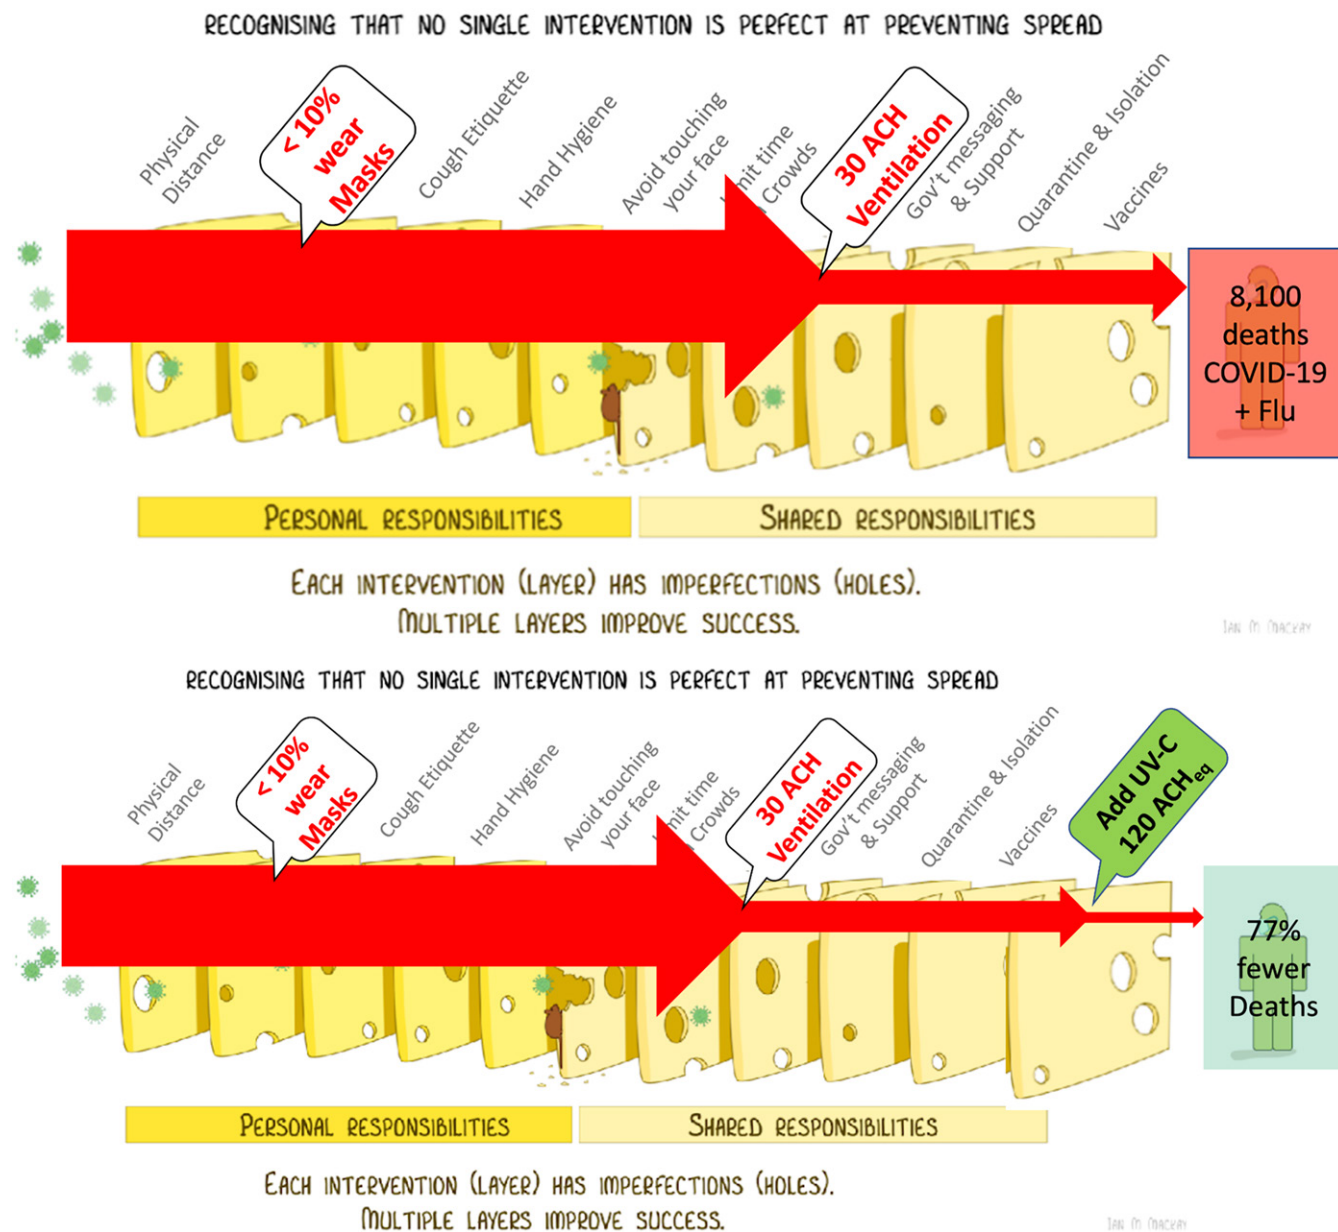 RECOGNISING THAT NO SINGLE INTERVENTION IS PERFECT AT PREVENTING SPREAD
Physical
Distance
< 10%
wear
Masks
Cough Etiquette
Hand Hygiene
Avoid touching
your face
time
Crowds
30 ACH
Ventilation
Gov't messaging
& Support
Quarantine & Isolation
Vaccines
8,100
deaths
COVID-19
+ Flu
PERSONAL RESPONSIBILITIES
SHARED RESPONSIBILITIES
EACH INTERVENTION (LAYER) HAS IMPERFECTIONS (HOLES).
MULTIPLE LAYERS IMPROVE SUCCESS.
IAN M MACKAY
RECOGNISING THAT NO SINGLE INTERVENTION IS PERFECT AT PREVENTING SPREAD
Physical
Distance
< 10%
wear
Masks
Cough Etiquette
Hand Hygiene
Avoid touching
your face
time
Crowds
30 ACH
Ventilation
Gov't messaging
& Support
Quarantine & Isolation
Vaccines
Add UV-C
120 ACHeq
77%
fewer
Deaths
PERSONAL RESPONSIBILITIES
SHARED RESPONSIBILITIES
EACH INTERVENTION (LAYER) HAS IMPERFECTIONS (HOLES).
MULTIPLE LAYERS IMPROVE SUCCESS.
IAN M MACKAY